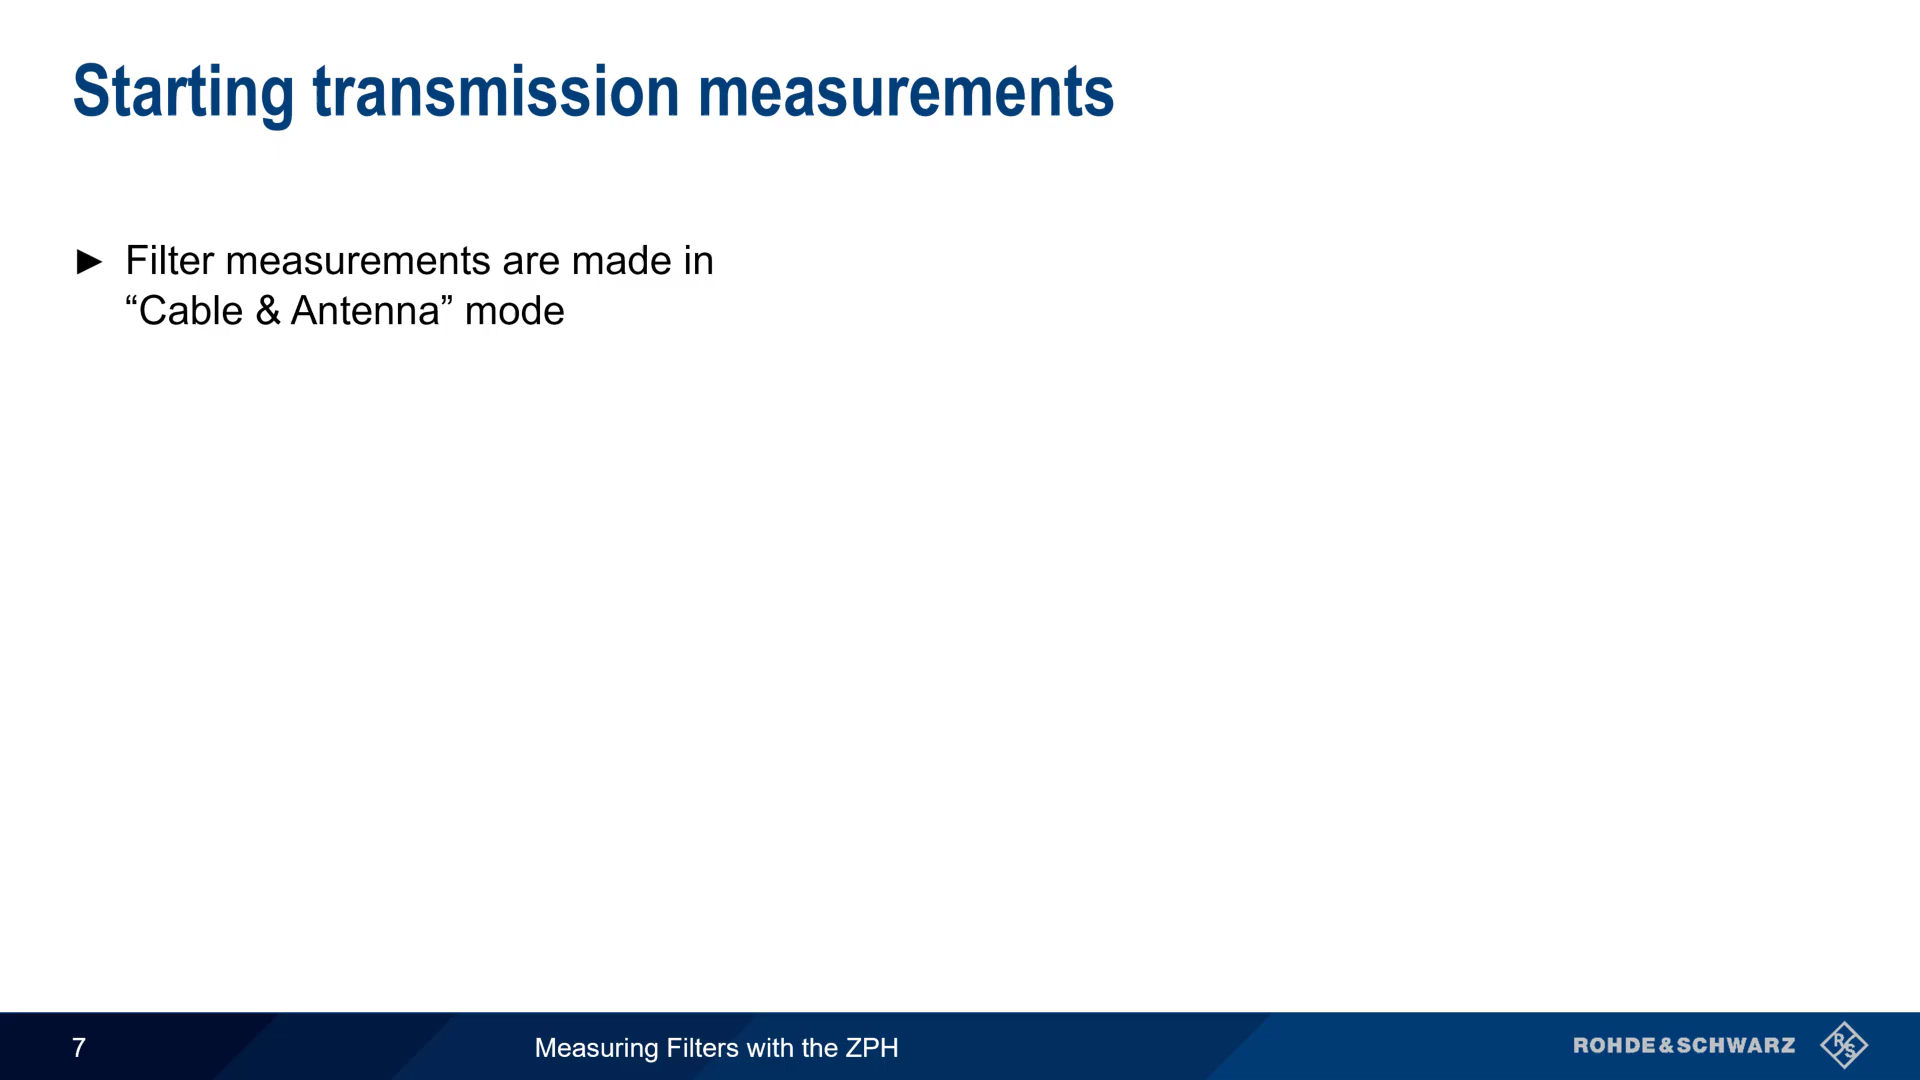 Starting transmission measurements
► Filter measurements are made in
“Cable & Antenna” mode
7
Measuring Filters with the ZPH
ROHDE&SCHWARZ
R&S